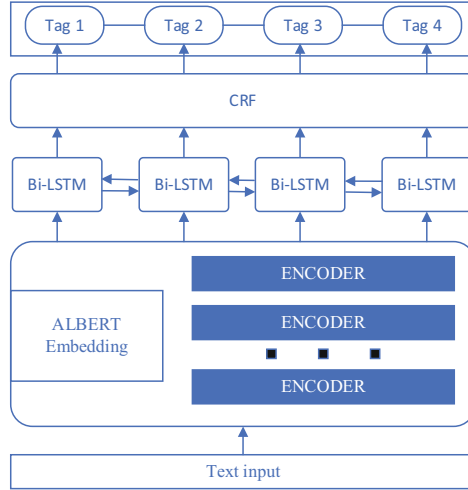 Tag 1 Tag 2 Tag 3 Tag 4
CRF
Bi-LSTM Bi-LSTM Bi-LSTM Bi-LSTM
ENCODER
ALBERT
Embedding
ENCODER
ENCODER
Text input